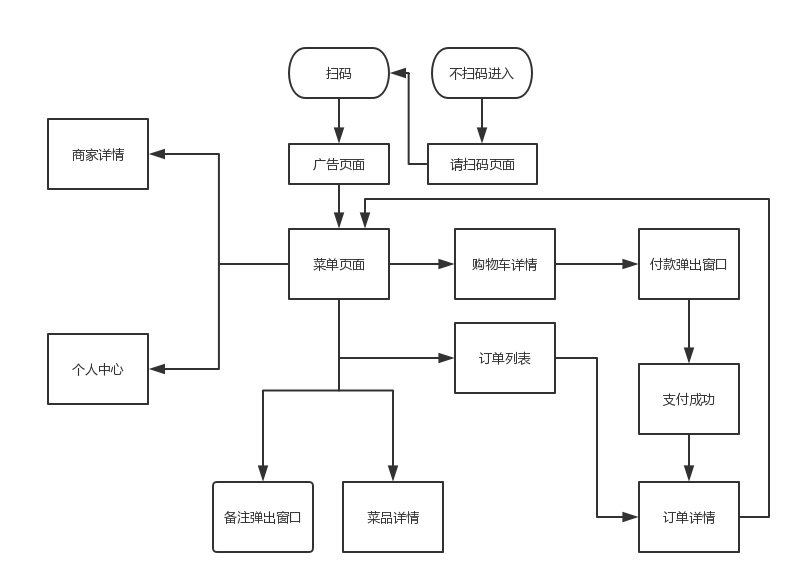 扫码
不扫码进入
商家详情
广告页面
请扫码页面
菜单页面
购物车详情
付款弹出窗口
个人中心
订单列表
支付成功
备注弹出窗口
菜品详情
订单详情